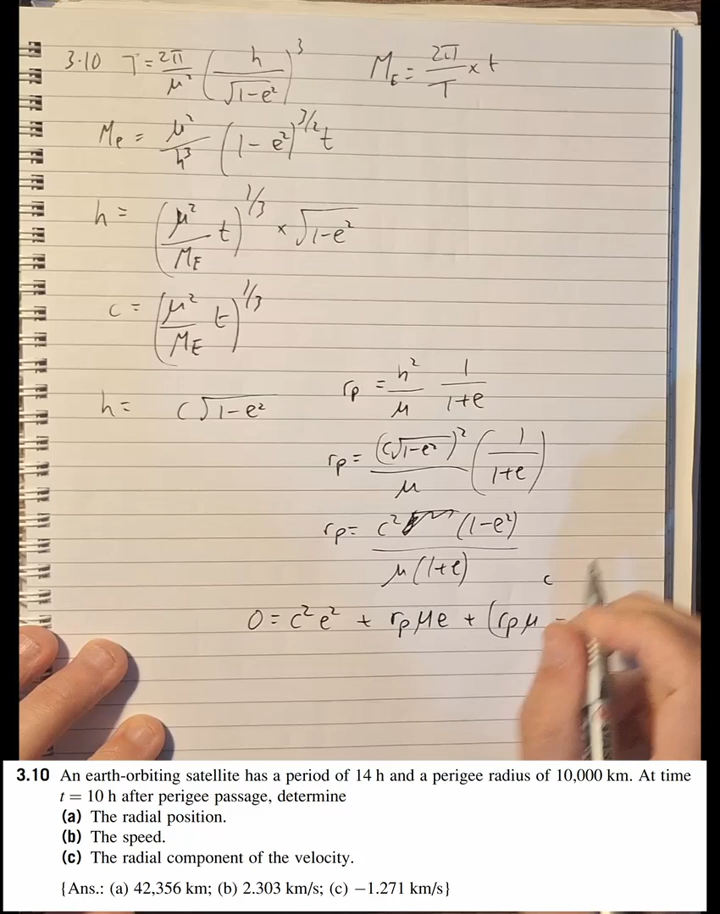 3.10 T = 2π/μ² (h/√(1-e²))³ M_E = 2π/T × t
M_e = μ²/h³ (1-e²)^3/2 t
h = (μ²/M_E t)^1/3 × √(1-e²)
c = (μ²/M_E t)^1/3
h = c√(1-e²) r_p = h²/μ 1/(1+e)
r_p = (c√(1-e²))²/μ (1/(1+e))
r_p = c² (1-e²)/μ(1+e)
c
0 = c²e² + r_p μe + (r_p μ -
3.10 An earth-orbiting satellite has a period of 14 h and a perigee radius of 10,000 km. At time
t = 10 h after perigee passage, determine
(a) The radial position.
(b) The speed.
(c) The radial component of the velocity.
{Ans.: (a) 42,356 km; (b) 2.303 km/s; (c) −1.271 km/s}